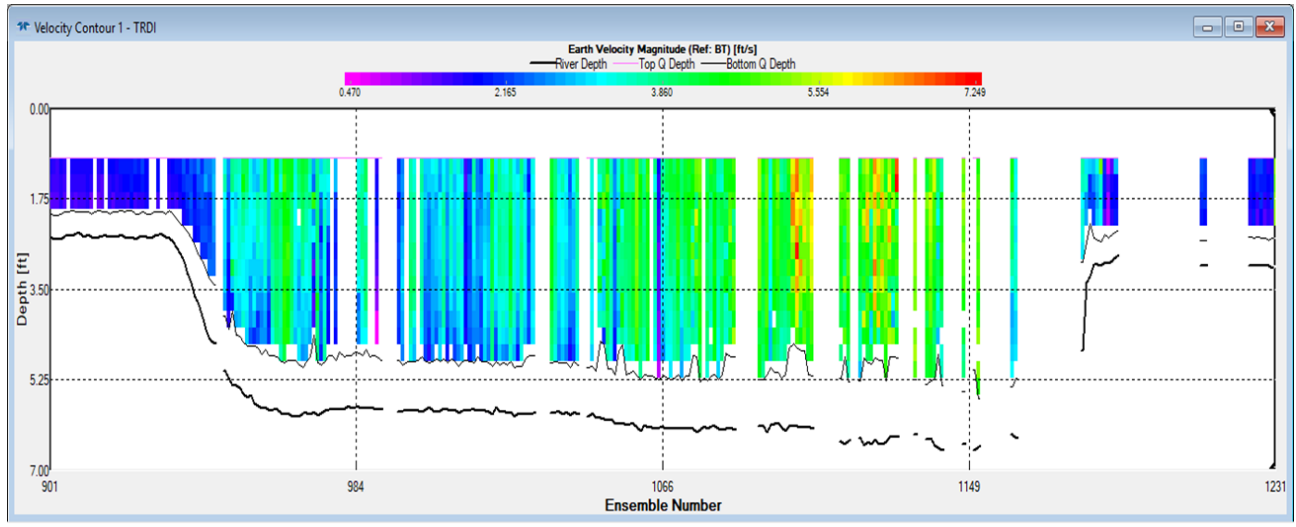 Velocity Contour 1 - TRDI
Earth Velocity Magnitude (Ref: BT) [ft/s]
River Depth Top Q Depth Bottom Q Depth
0.470 2.165 3.860 5.554 7.249
0.00
1.75
3.50
5.25
7.00
Depth [ft]
901 984 1066 1149 1231
Ensemble Number